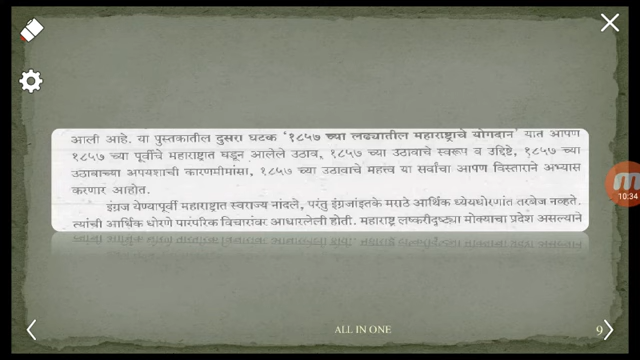 आली आहे. या पुस्तकातील दुसरा घटक '१८५७ च्या लढ्यातील महाराष्ट्राचे योगदान' यात आपण
१८५७ च्या पूर्वीचे महाराष्ट्रात घडून आलेले उठाव, १८५७ च्या उठावाचे स्वरूप व उद्दिष्टे, १८५७ च्या
उठावाच्या अपयशाची कारणमीमांसा, १८५७ च्या उठावाचे महत्त्व या सर्वांचा आपण विस्ताराने अभ्यास
करणार आहोत.
इंग्रज येण्यापूर्वी महाराष्ट्रात स्वराज्य नांदले, परंतु इंग्रजांइतके मराठे आर्थिक ध्येयधोरणांत तरबेज नव्हते.
त्यांची आर्थिक धोरणे पारंपरिक विचारांवर आधारलेली होती. महाराष्ट्र लष्करीदृष्ट्या मोक्याचा प्रदेश असल्याने
10:34
ALL IN ONE
9